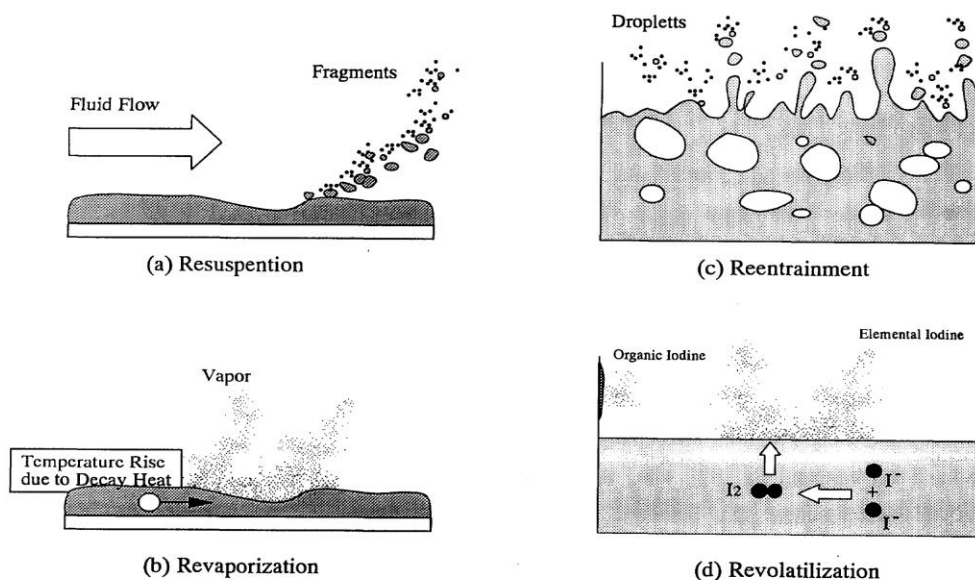 Fluid Flow
Fragments
(a) Resuspention
Dropletts
(c) Reentrainment
Vapor
Temperature Rise
due to Decay Heat
(b) Revaporization
Organic Iodine
Elemental Iodine
I2
I⁻
+
I⁻
(d) Revolatilization